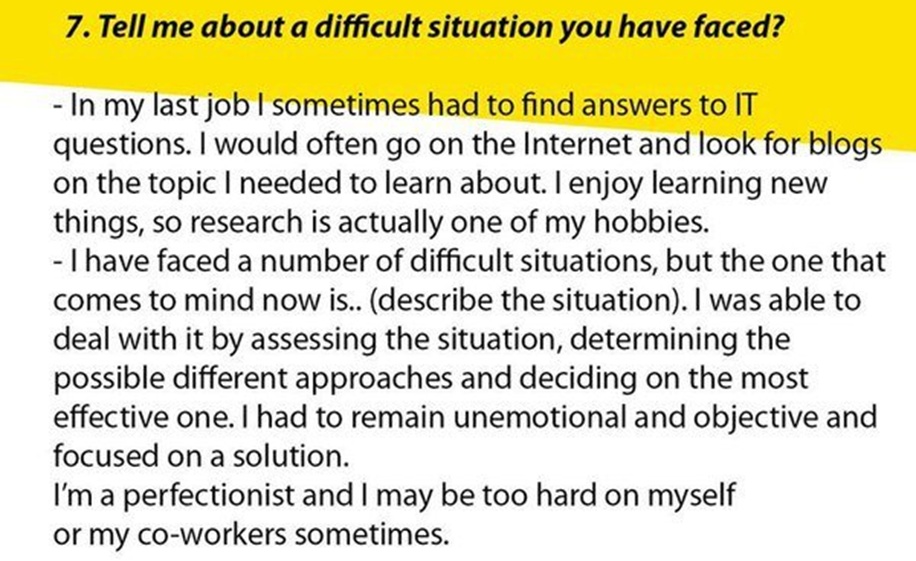 7. Tell me about a difficult situation you have faced?
- In my last job I sometimes had to find answers to IT
questions. I would often go on the Internet and look for blogs
on the topic I needed to learn about. I enjoy learning new
things, so research is actually one of my hobbies.
- I have faced a number of difficult situations, but the one that
comes to mind now is.. (describe the situation). I was able to
deal with it by assessing the situation, determining the
possible different approaches and deciding on the most
effective one. I had to remain unemotional and objective and
focused on a solution.
I'm a perfectionist and I may be too hard on myself
or my co-workers sometimes.